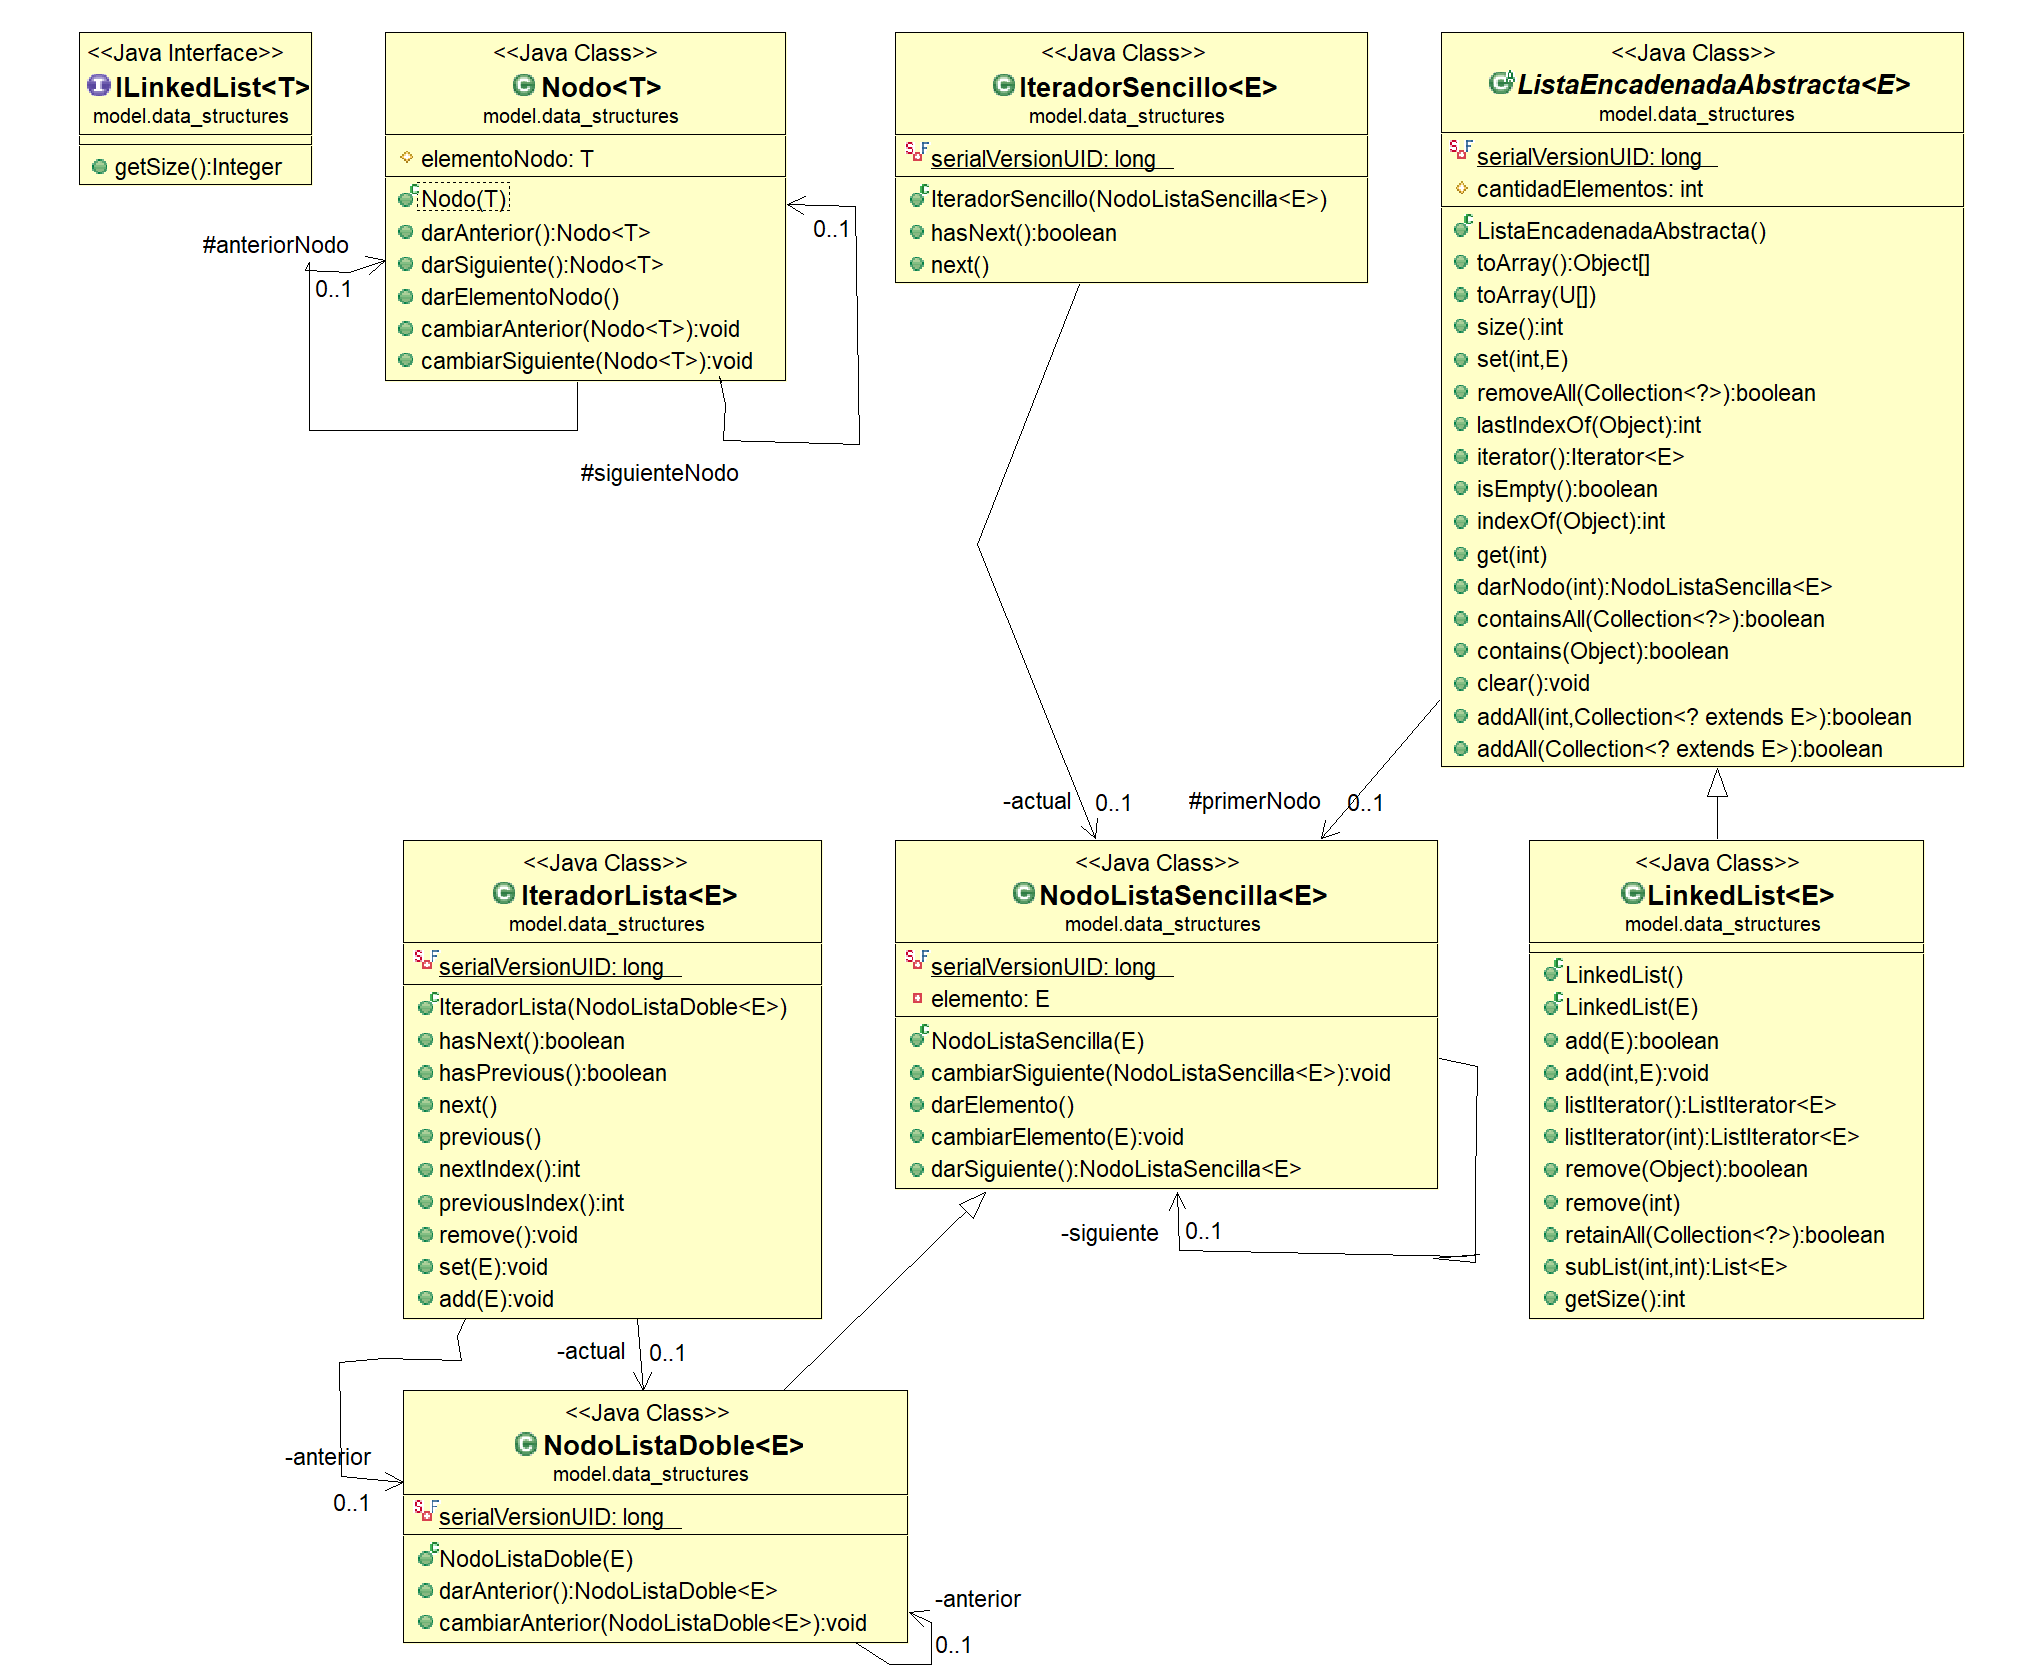 <<Java Interface>>
ILinkedList<T>
model.data_structures
getSize():Integer
<<Java Class>>
Nodo<T>
model.data_structures
elementoNodo: T
Nodo(T)
darAnterior():Nodo<T>
darSiguiente():Nodo<T>
darElementoNodo()
cambiarAnterior(Nodo<T>):void
cambiarSiguiente(Nodo<T>):void
#anteriorNodo
0..1
0..1
#siguienteNodo
<<Java Class>>
IteradorSencillo<E>
model.data_structures
serialVersionUID: long
IteradorSencillo(NodoListaSencilla<E>)
hasNext():boolean
next()
<<Java Class>>
ListaEncadenadaAbstracta<E>
model.data_structures
serialVersionUID: long
cantidadElementos: int
ListaEncadenadaAbstracta()
toArray():Object[]
toArray(U[])
size():int
set(int,E)
removeAll(Collection<?>):boolean
lastIndexOf(Object):int
iterator():Iterator<E>
isEmpty():boolean
indexOf(Object):int
get(int)
darNodo(int):NodoListaSencilla<E>
containsAll(Collection<?>):boolean
contains(Object):boolean
clear():void
addAll(int,Collection<? extends E>):boolean
addAll(Collection<? extends E>):boolean
-actual
0..1
#primerNodo
0..1
<<Java Class>>
IteradorLista<E>
model.data_structures
serialVersionUID: long
IteradorLista(NodoListaDoble<E>)
hasNext():boolean
hasPrevious():boolean
next()
previous()
nextIndex():int
previousIndex():int
remove():void
set(E):void
add(E):void
<<Java Class>>
NodoListaSencilla<E>
model.data_structures
serialVersionUID: long
elemento: E
NodoListaSencilla(E)
cambiarSiguiente(NodoListaSencilla<E>):void
darElemento()
cambiarElemento(E):void
darSiguiente():NodoListaSencilla<E>
-siguiente
0..1
<<Java Class>>
LinkedList<E>
model.data_structures
LinkedList()
LinkedList(E)
add(E):boolean
add(int,E):void
listIterator():ListIterator<E>
listIterator(int):ListIterator<E>
remove(Object):boolean
remove(int)
retainAll(Collection<?>):boolean
subList(int,int):List<E>
getSize():int
-actual
0..1
-anterior
0..1
<<Java Class>>
NodoListaDoble<E>
model.data_structures
serialVersionUID: long
NodoListaDoble(E)
darAnterior():NodoListaDoble<E>
cambiarAnterior(NodoListaDoble<E>):void
-anterior
0..1